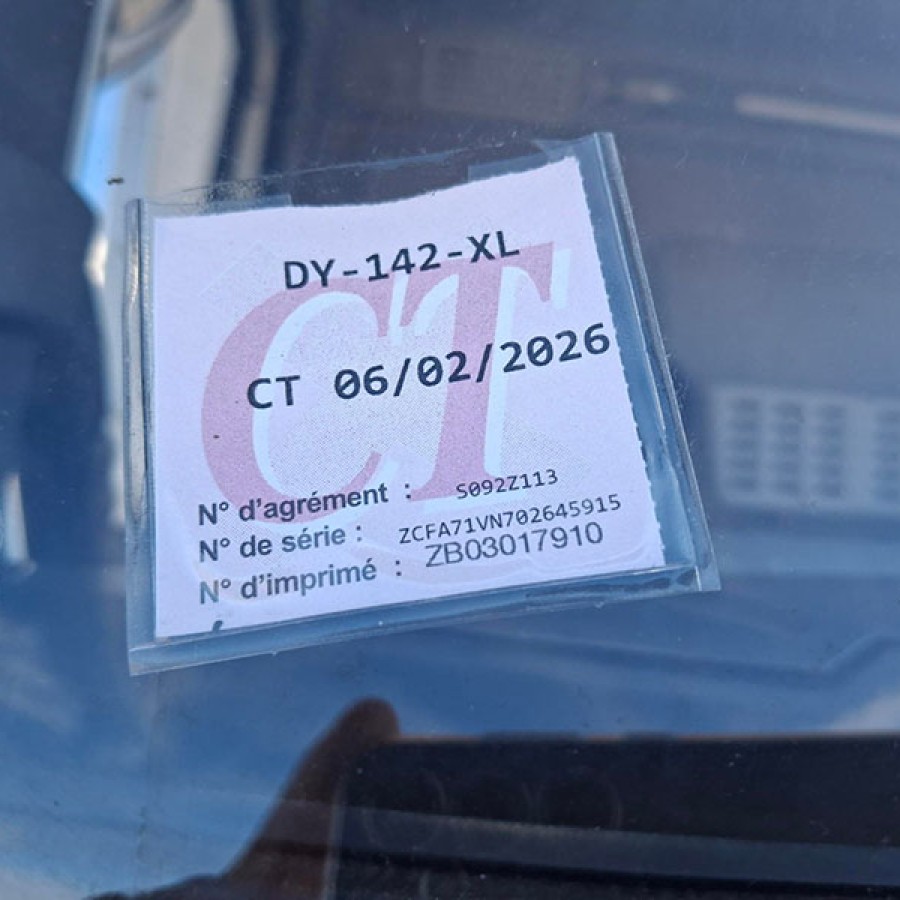 DY-142-XL
CT
CT 06/02/2026
N° d'agrément : S092Z113
N° de série : ZCFA71VN702645915
N° d'imprimé : ZB03017910